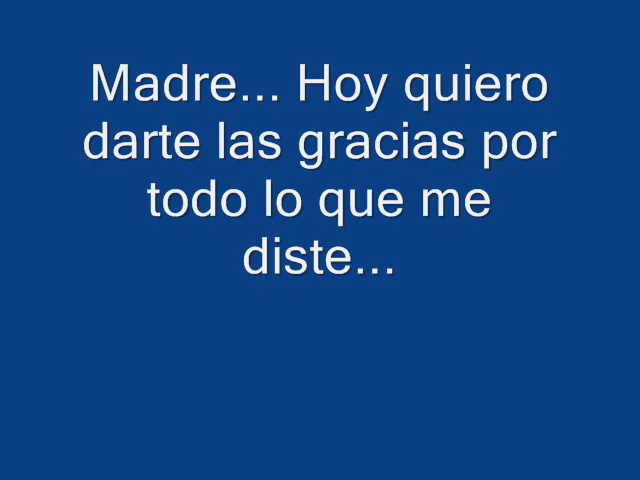 Madre... Hoy quiero
darte las gracias por
todo lo que me
diste...